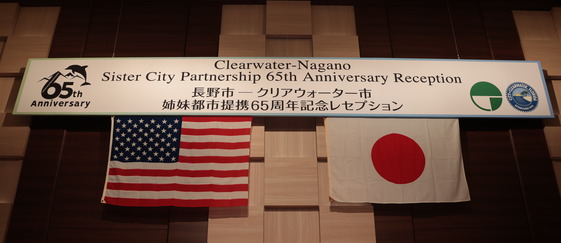 Clearwater-Nagano
Sister City Partnership 65th Anniversary Reception
長野市 ― クリアウォーター市
姉妹都市提携65周年記念レセプション
65th
Anniversary